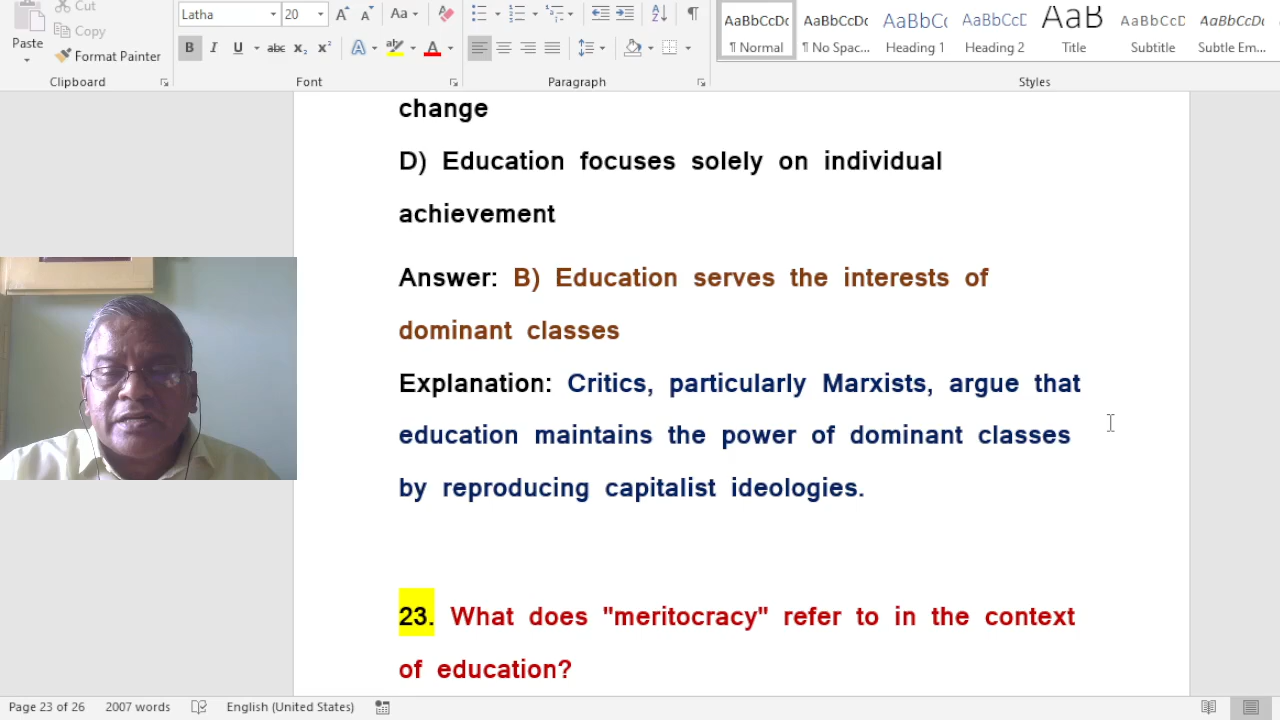 Cut
Latha 20 Aa
AaBbCcDc AaBbCcDc AaBbCc AaBbCcE AaB AaBbCcD AaBbCcDc
Paste
Copy
Format Painter
B I U abc x₂ x² A A
¶ Normal ¶ No Spac... Heading 1 Heading 2 Title Subtitle Subtle Em...
Clipboard Font Paragraph Styles
change
D) Education focuses solely on individual
achievement
Answer: B) Education serves the interests of
dominant classes
Explanation: Critics, particularly Marxists, argue that
education maintains the power of dominant classes
by reproducing capitalist ideologies.
23. What does "meritocracy" refer to in the context
of education?
Page 23 of 26 2007 words English (United States)